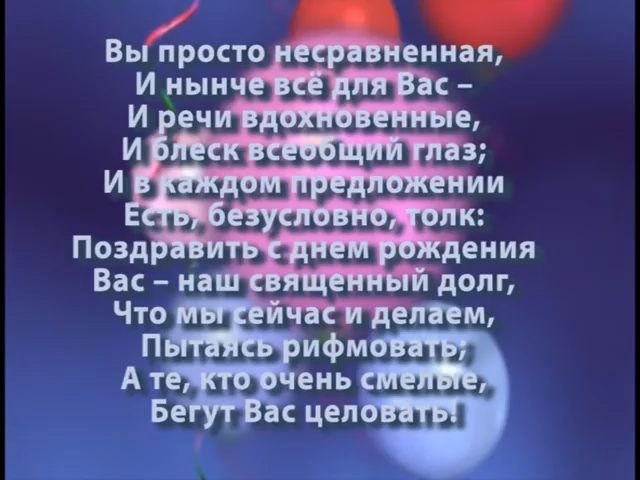 Вы просто несравненная,
И нынче всё для Вас –
И речи вдохновенные,
И блеск всеобщий глаз;
И в каждом предложении
Есть, безусловно, толк:
Поздравить с днем рождения
Вас – наш священный долг,
Что мы сейчас и делаем,
Пытаясь рифмовать;
А те, кто очень смелые,
Бегут Вас целовать!